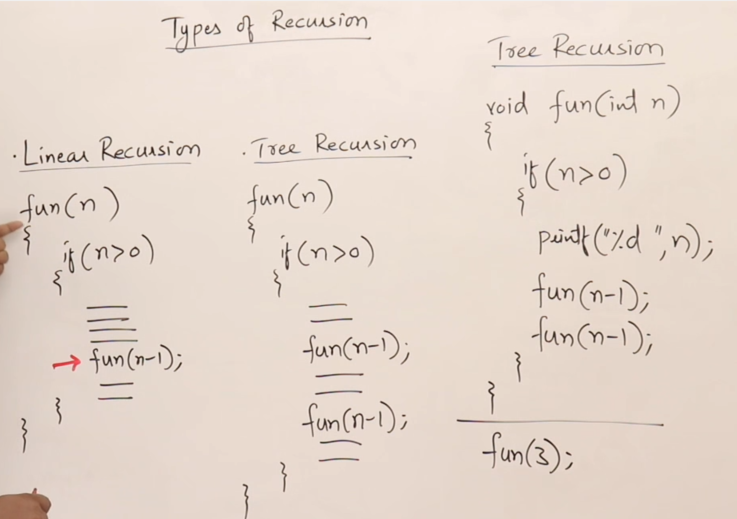 Types of Recursion
· Linear Recursion
fun(n)
{
if(n>0)
{
fun(n-1);
}
}
· Tree Recursion
fun(n)
{
if(n>0)
{
fun(n-1);
fun(n-1);
}
}
Tree Recursion
void fun(int n)
{
if(n>0)
{
printf("%d ",n);
fun(n-1);
fun(n-1);
}
}
fun(3);